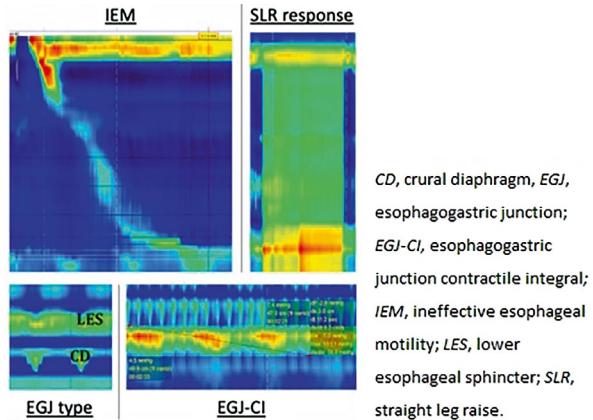 IEM
SLR response
LES
CD
EGJ type
EGJ-CI
CD, crural diaphragm, EGJ,
esophagogastric junction;
EGJ-CI, esophagogastric
junction contractile integral;
IEM, ineffective esophageal
motility; LES, lower
esophageal sphincter; SLR,
straight leg raise.